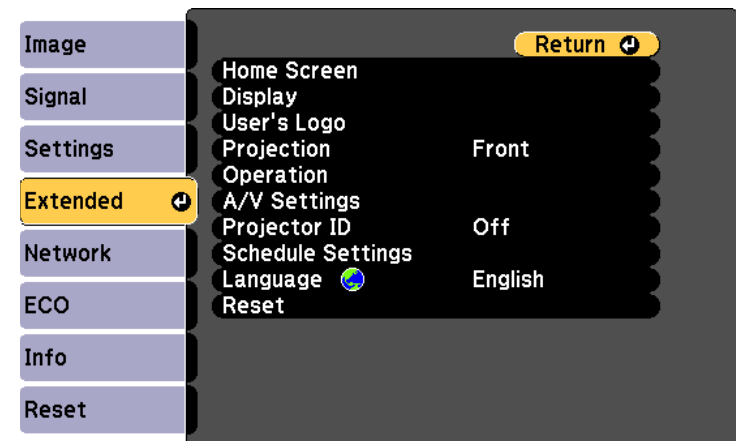 Image
Signal
Settings
Extended
Network
ECO
Info
Reset
Return
Home Screen
Display
User's Logo
Projection Front
Operation
A/V Settings
Projector ID Off
Schedule Settings
Language English
Reset